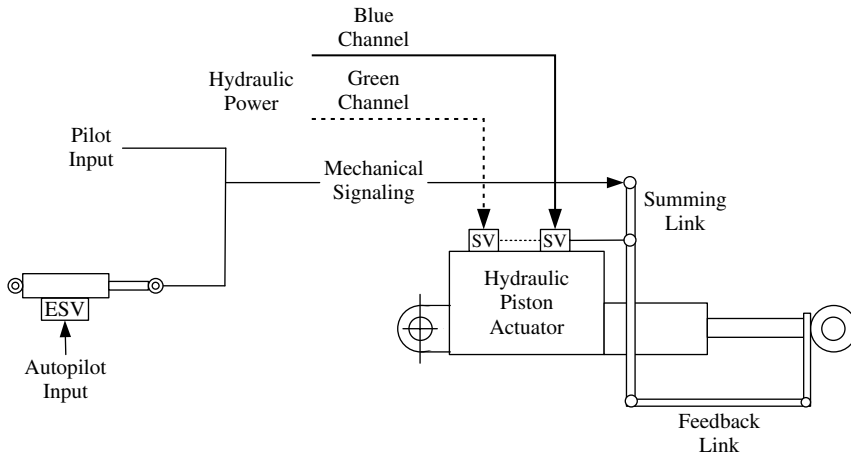 Blue
Channel
Hydraulic
Power
Green
Channel
Pilot
Input
Mechanical
Signaling
Summing
Link
SV
SV
Hydraulic
Piston
Actuator
ESV
Autopilot
Input
Feedback
Link